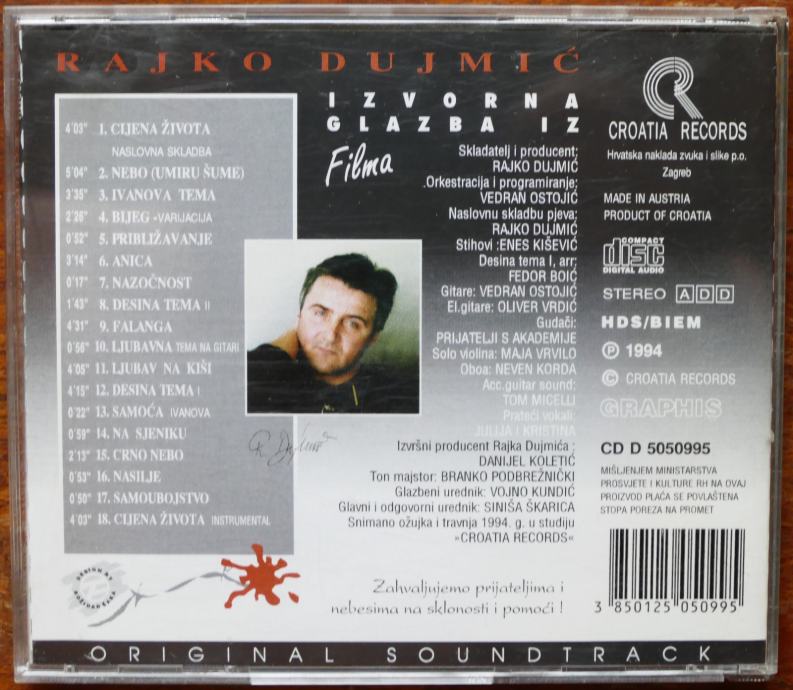 RAJKO DUJMIĆ
4'03" 1. CIJENA ŽIVOTA
NASLOVNA SKLADBA
5'04" 2. NEBO (UMIRU ŠUME)
3'35" 3. IVANOVA TEMA
2'26" 4. BIJEG -VARIJACIJA
0'52" 5. PRIBLIŽAVANJE
3'14" 6. ANICA
0'17" 7. NAZOČNOST
1'43" 8. DESINA TEMA II
4'31" 9. FALANGA
0'56" 10. LJUBAVNA TEMA NA GITARI
4'05" 11. LJUBAV NA KIŠI
4'15" 12. DESINA TEMA I
0'22" 13. SAMOĆA IVANOVA
0'59" 14. NA SJENIKU
2'13" 15. CRNO NEBO
0'53" 16. NASILJE
0'50" 17. SAMOUBOJSTVO
4'03" 18. CIJENA ŽIVOTA INSTRUMENTAL
IZVORNA
GLAZBA IZ
Filma
Skladatelj i producent:
RAJKO DUJMIĆ
Orkestracija i programiranje:
VEDRAN OSTOJIĆ
Naslovnu skladbu pjeva:
RAJKO DUJMIĆ
Stihovi :ENES KIŠEVIĆ
Desina tema I, arr:
FEDOR BOIĆ
Gitare: VEDRAN OSTOJIĆ
El.gitare: OLIVER VRDIĆ
Gudači:
PRIJATELJI S AKADEMIJE
Solo violina: MAJA VRVILO
Oboa: NEVEN KORDA
Acc.guitar sound:
TOM MICELLI
Prateći vokali:
JULIJA I KRISTINA
Izvršni producent Rajka Dujmića :
DANIJEL KOLETIĆ
Ton majstor: BRANKO PODBREŽNIČKI
Glazbeni urednik: VOJNO KUNDIĆ
Glavni i odgovorni urednik: SINIŠA ŠKARICA
Snimano ožujka i travnja 1994. g. u studiju
»CROATIA RECORDS«
Zahvaljujemo prijateljima i
nebesima na sklonosti i pomoći !
CROATIA RECORDS
Hrvatska naklada zvuka i slike p.o.
Zagreb
MADE IN AUSTRIA
PRODUCT OF CROATIA
COMPACT
disc
DIGITAL AUDIO
STEREO ADD
HDS/BIEM
Ⓟ 1994
© CROATIA RECORDS
GRAPHIS
CD D 5050995
MIŠLJENJEM MINISTARSTVA
PROSVJETE I KULTURE RH NA OVAJ
PROIZVOD PLAĆA SE POVLAŠTENA
STOPA POREZA NA PROMET
3 850125 050995
DESIGN BY
ORIGINAL SOUNDTRACK